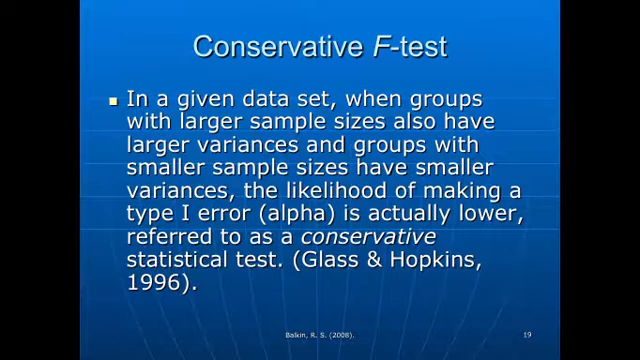 Conservative F-test
In a given data set, when groups
with larger sample sizes also have
larger variances and groups with
smaller sample sizes have smaller
variances, the likelihood of making a
type I error (alpha) is actually lower,
referred to as a conservative
statistical test. (Glass & Hopkins,
1996).
Balkin, R. S. (2008).
19